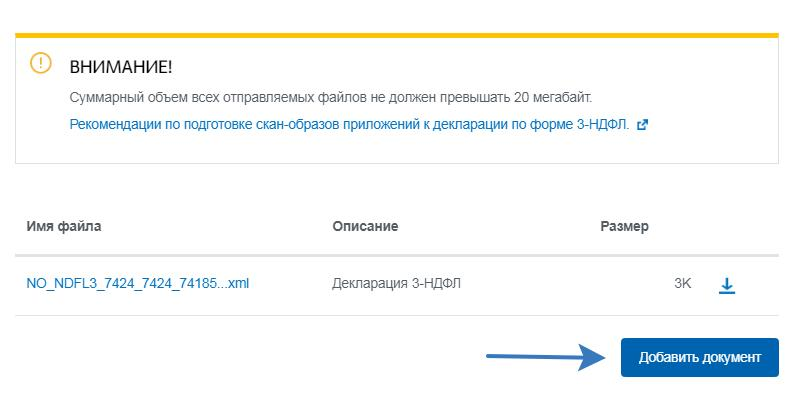 ВНИМАНИЕ!
Суммарный объем всех отправляемых файлов не должен превышать 20 мегабайт.
Рекомендации по подготовке скан-образов приложений к декларации по форме 3-НДФЛ.
Имя файла Описание Размер
NO_NDFL3_7424_7424_74185...xml Декларация 3-НДФЛ 3К
Добавить документ